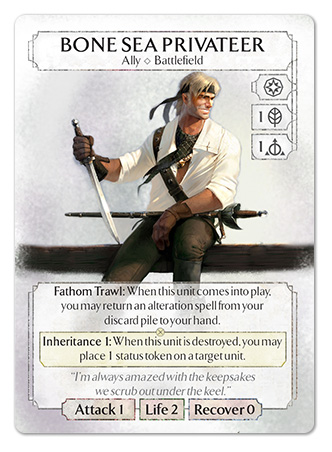 BONE SEA PRIVATEER
Ally ◇ Battlefield
1
1
Fathom Trawl: When this unit comes into play,
you may return an alteration spell from your
discard pile to your hand.
Inheritance 1: When this unit is destroyed, you may
place 1 status token on a target unit.
“I’m always amazed with the keepsakes
we scrub out under the keel.”
Attack 1 Life 2 Recover 0